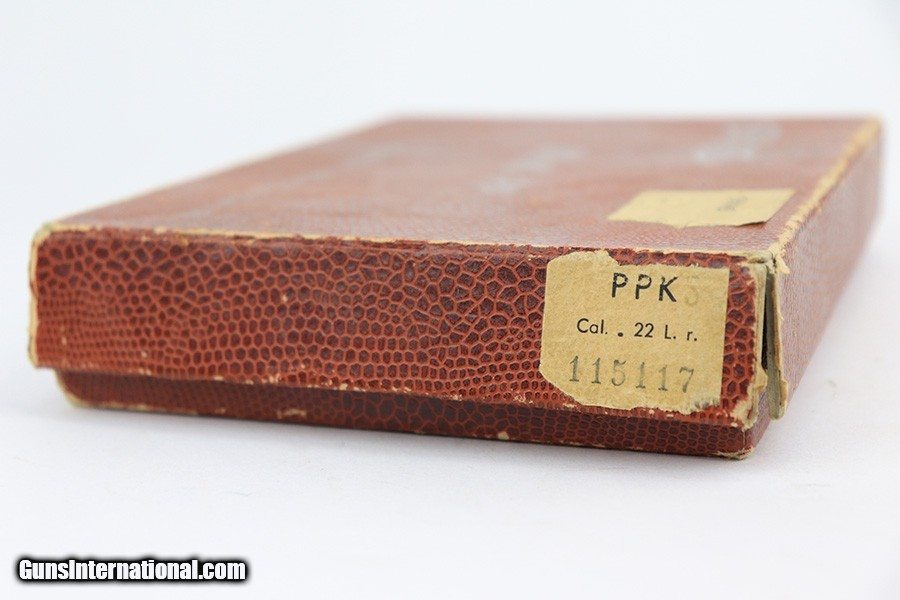 PPK
Cal. . 22 L. r.
115117
GunsInternational.com